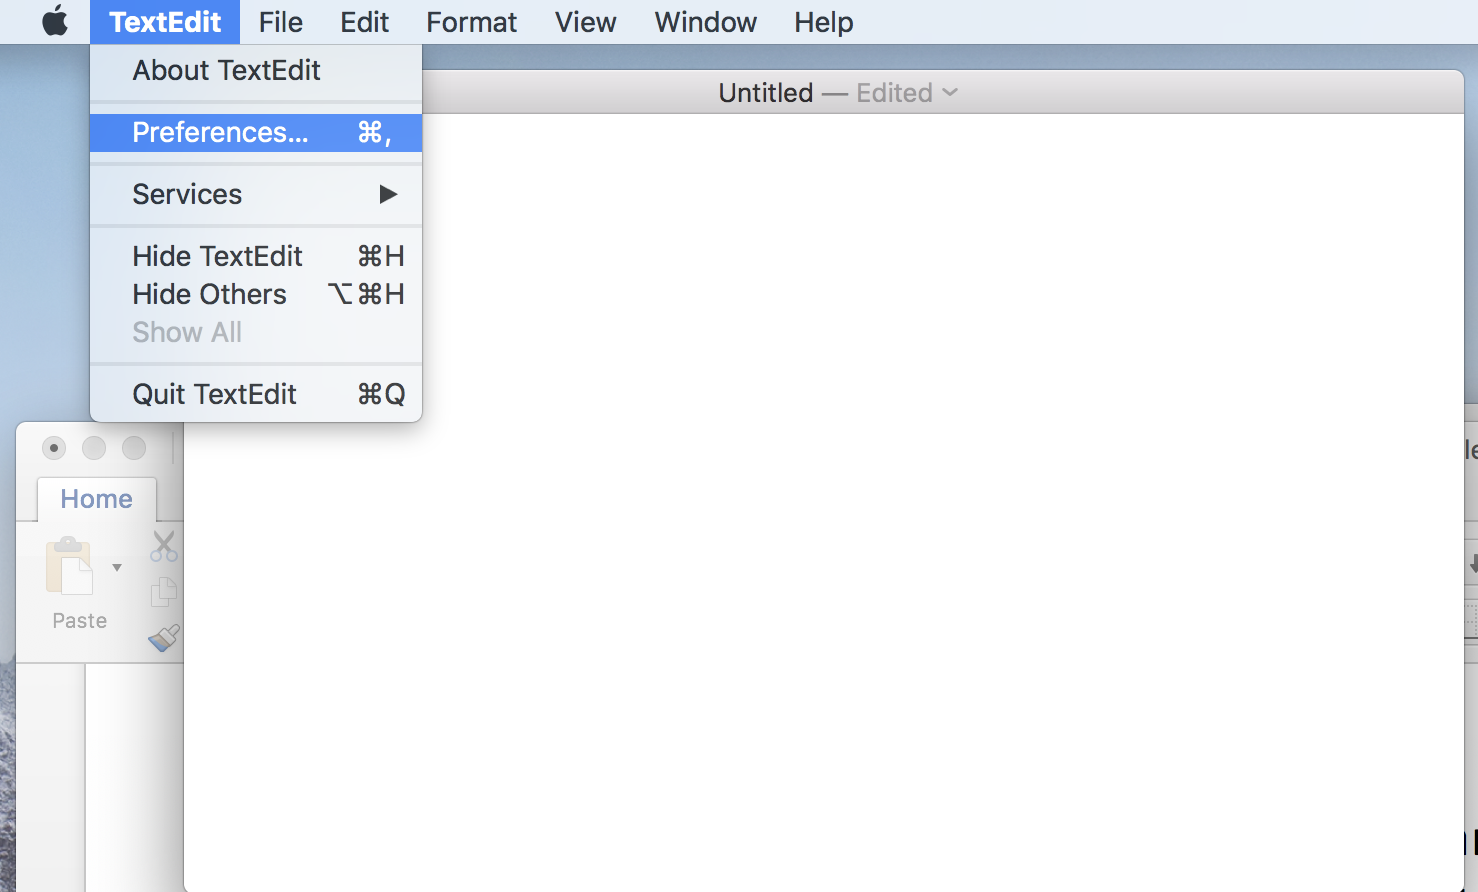 TextEdit File Edit Format View Window Help
About TextEdit
Untitled — Edited
Preferences... ⌘,
Services
Hide TextEdit ⌘H
Hide Others ⌥⌘H
Show All
Quit TextEdit ⌘Q
Home
Paste